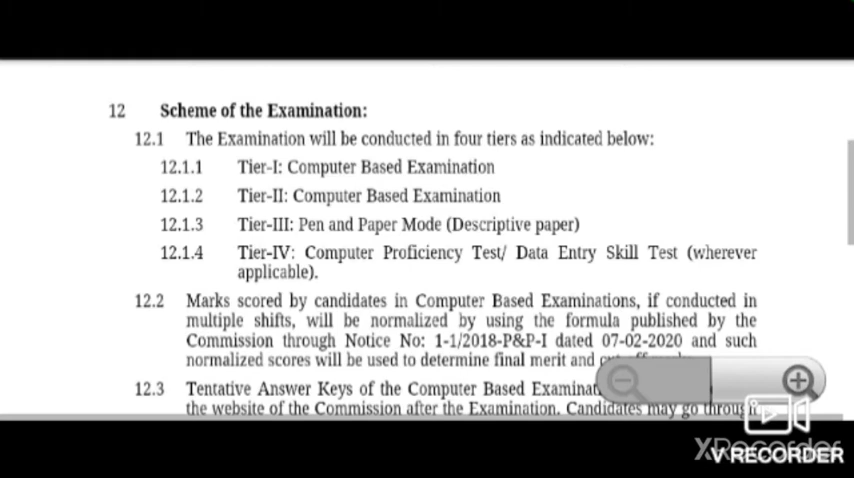 12 Scheme of the Examination:
12.1 The Examination will be conducted in four tiers as indicated below:
12.1.1 Tier-I: Computer Based Examination
12.1.2 Tier-II: Computer Based Examination
12.1.3 Tier-III: Pen and Paper Mode (Descriptive paper)
12.1.4 Tier-IV: Computer Proficiency Test/ Data Entry Skill Test (wherever
applicable).
12.2 Marks scored by candidates in Computer Based Examinations, if conducted in
multiple shifts, will be normalized by using the formula published by the
Commission through Notice No: 1-1/2018-P&P-I dated 07-02-2020 and such
normalized scores will be used to determine final merit and
12.3 Tentative Answer Keys of the Computer Based
the website of the Commission after the Examination. Candidates may go through
XRecorder
V RECORDER